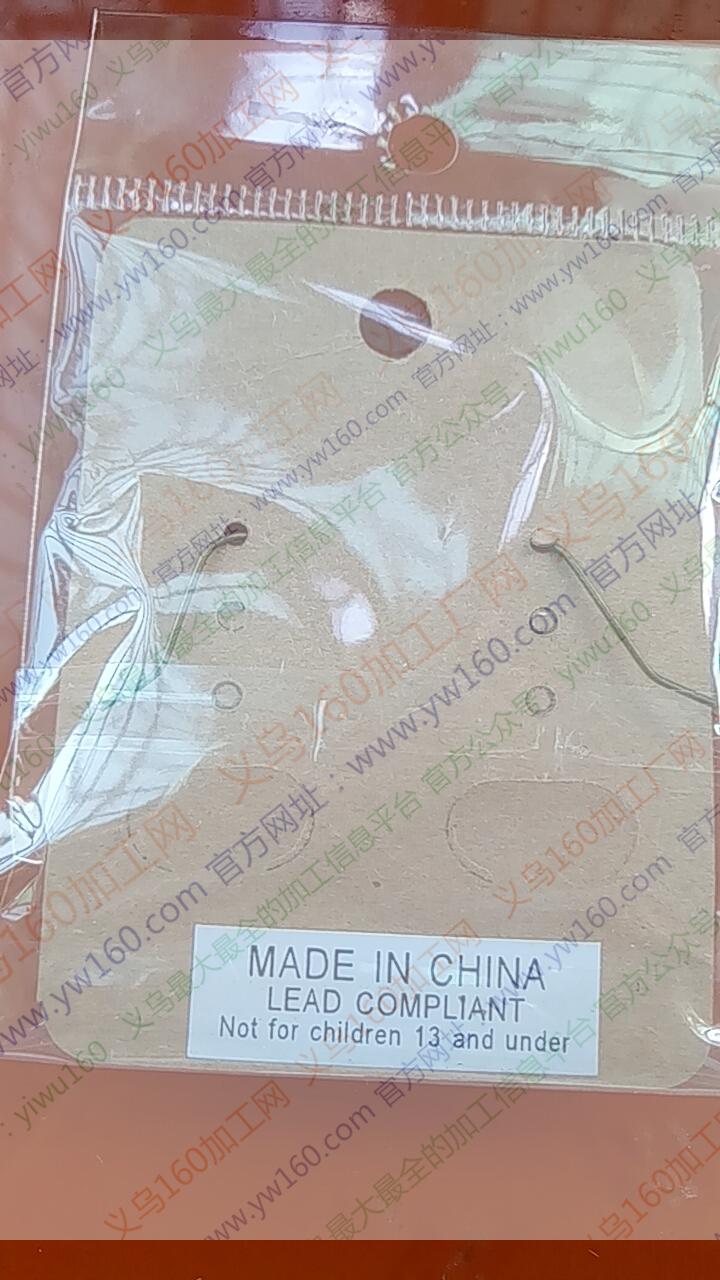 MADE IN CHINA
LEAD COMPLIANT
Not for children 13 and under
义乌160加工网
官方网址：www.yw160.com
义乌最大最全的加工信息平台 官方公众号：yiwu160